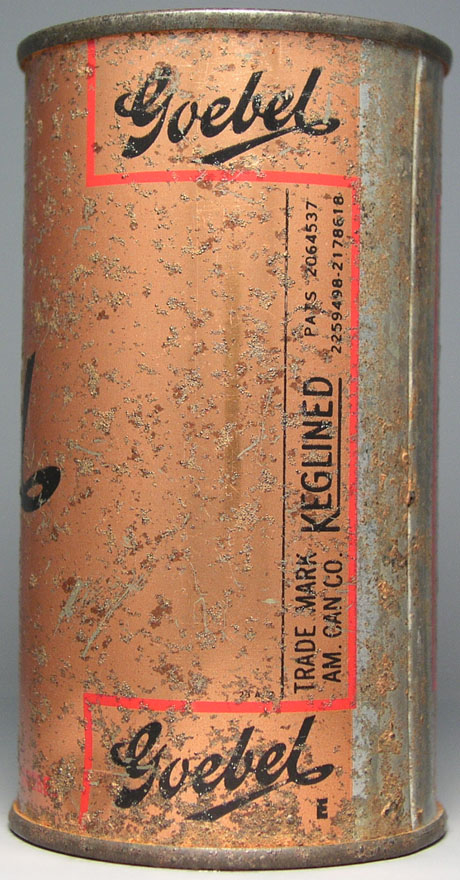 Goebel
TRADE MARK KEGLINED PATS 2064537
AM. CAN CO. 2259498-2178618
Goebel